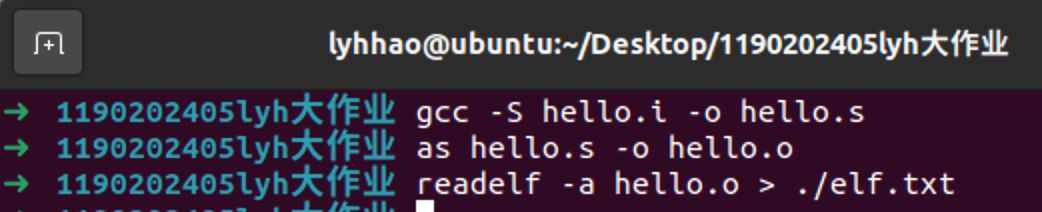 lyhhao@ubuntu:~/Desktop/1190202405lyh大作业
→ 1190202405lyh大作业 gcc -S hello.i -o hello.s
→ 1190202405lyh大作业 as hello.s -o hello.o
→ 1190202405lyh大作业 readelf -a hello.o > ./elf.txt